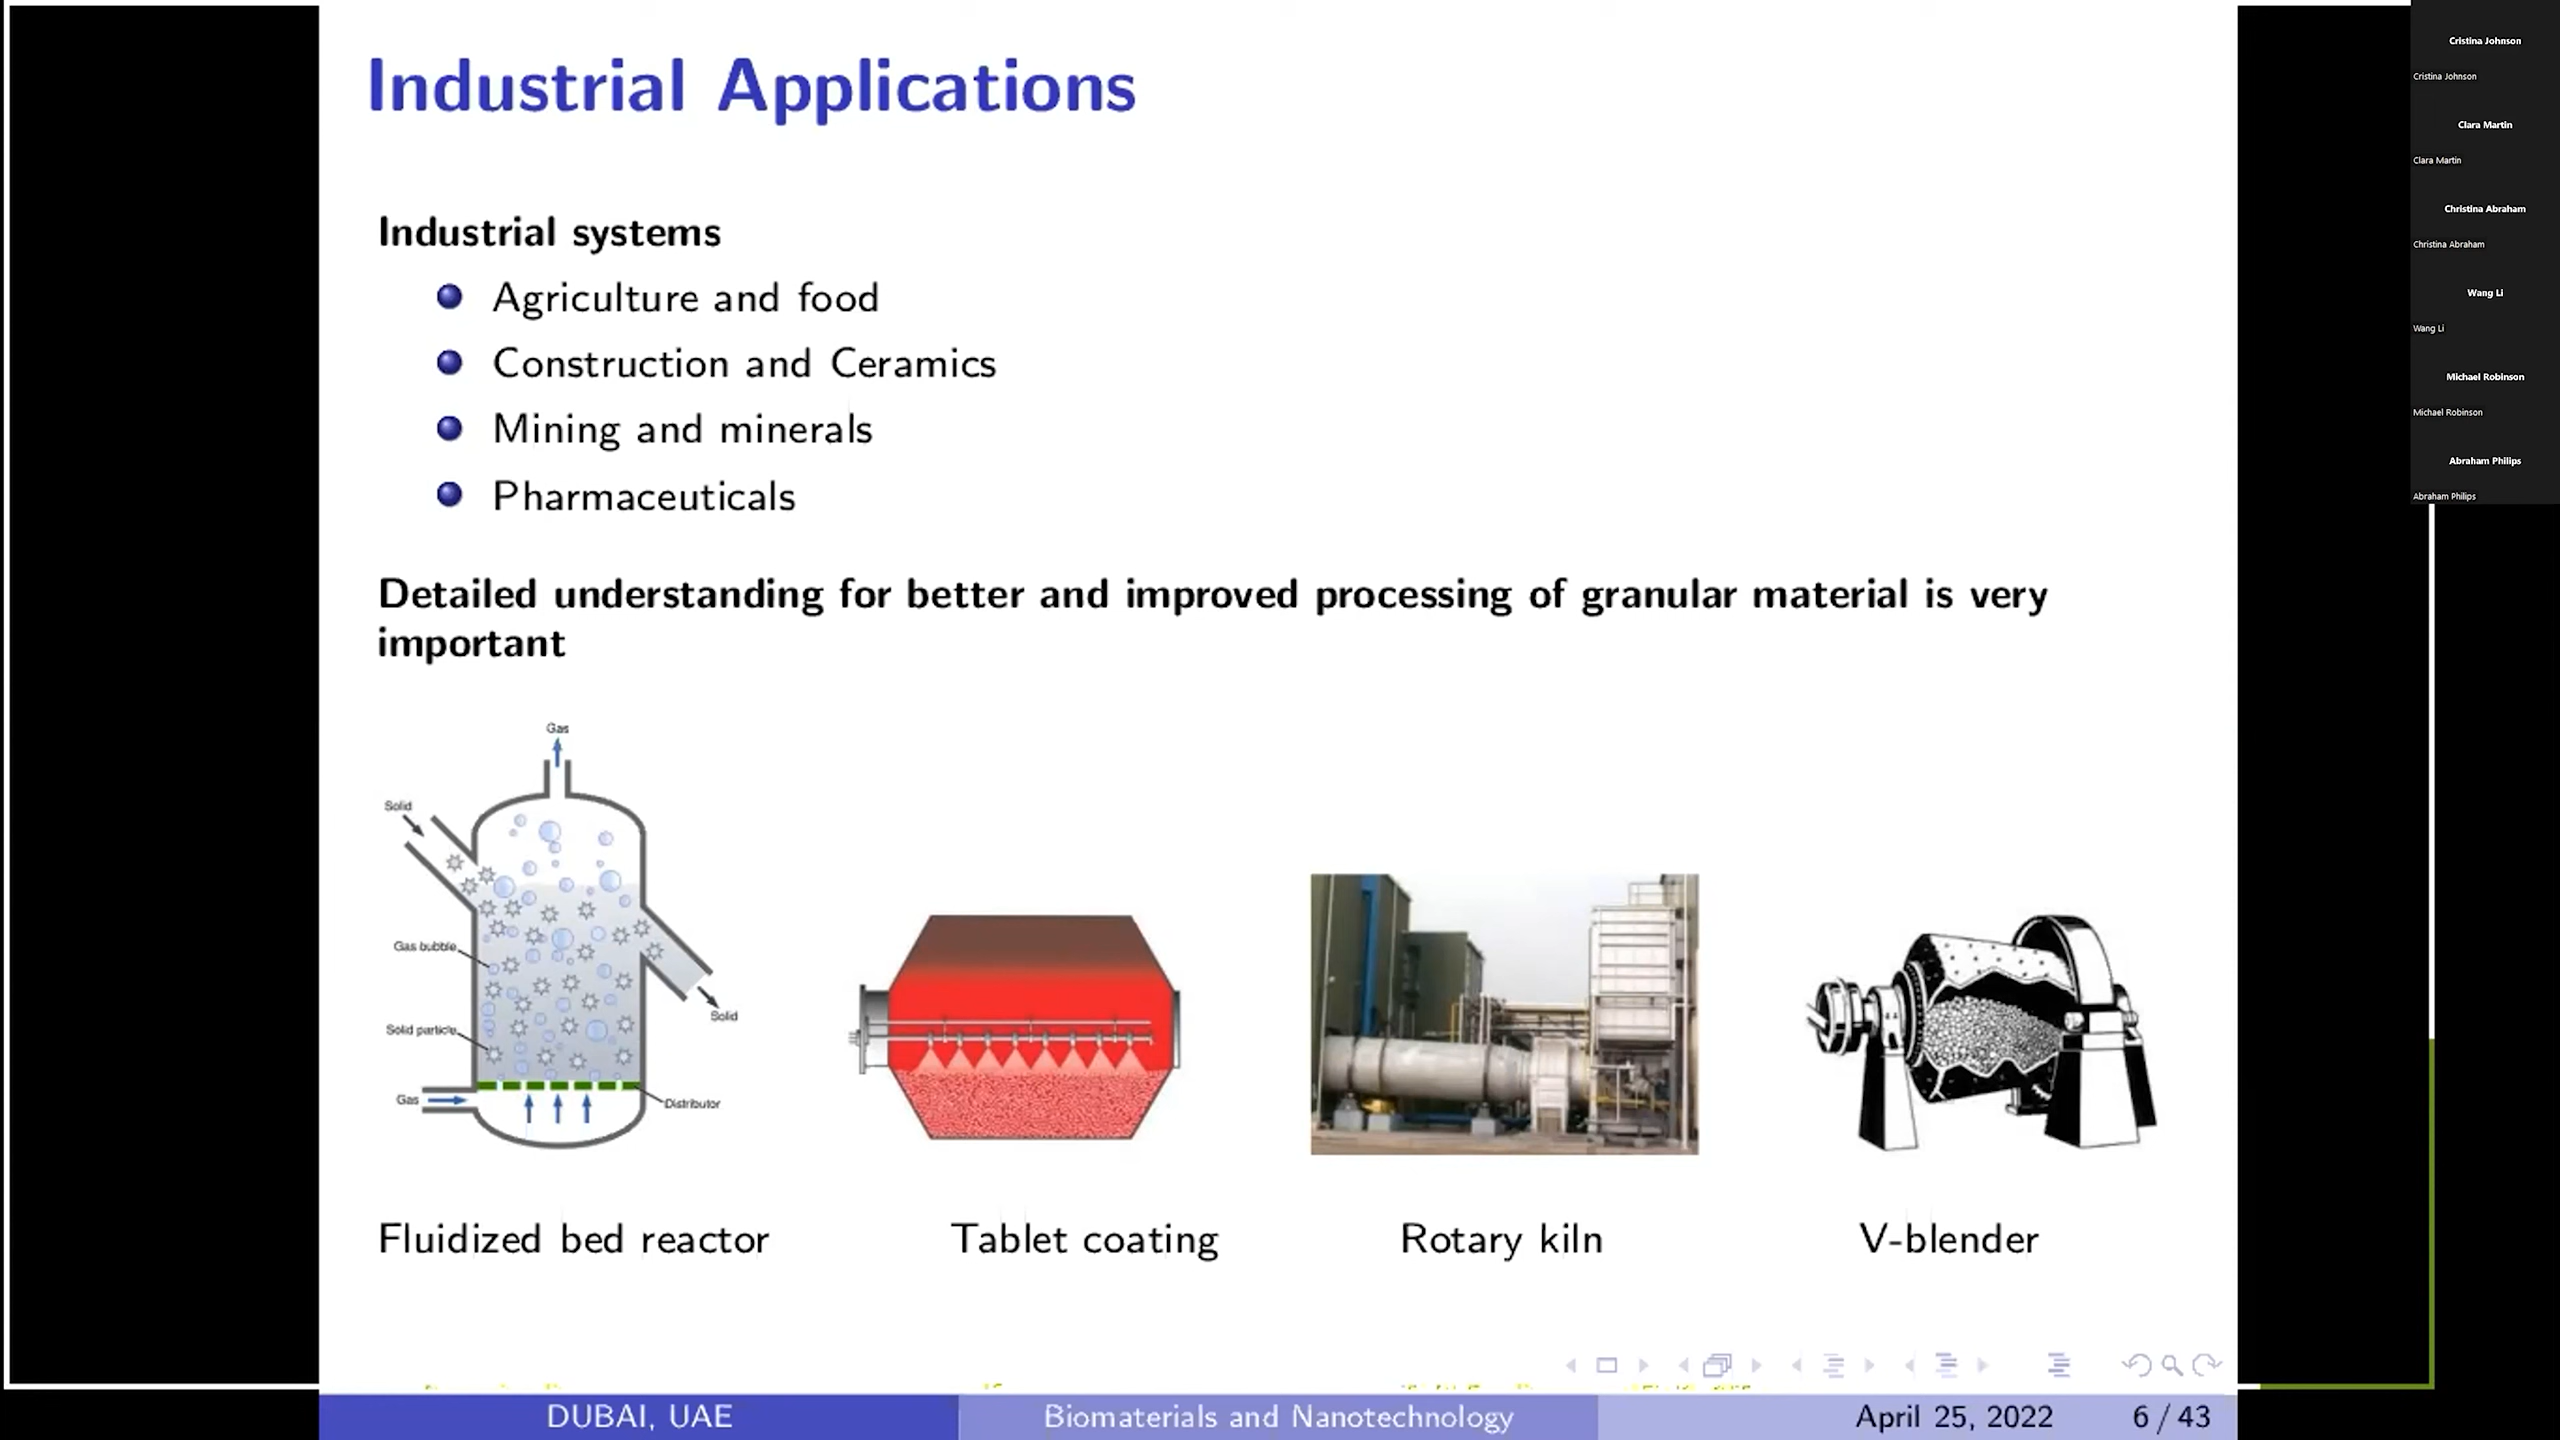 Industrial Applications
Industrial systems
Agriculture and food
Construction and Ceramics
Mining and minerals
Pharmaceuticals
Detailed understanding for better and improved processing of granular material is very
important
Gas
Solid
Gas bubble
Solid particle
Gas
Solid
Distributor
Fluidized bed reactor
Tablet coating
Rotary kiln
V-blender
DUBAI, UAE
Biomaterials and Nanotechnology
April 25, 2022
6 / 43
Cristina Johnson
Cristina Johnson
Clara Martin
Clara Martin
Christina Abraham
Christina Abraham
Wang Li
Wang Li
Michael Robinson
Michael Robinson
Abraham Philips
Abraham Philips